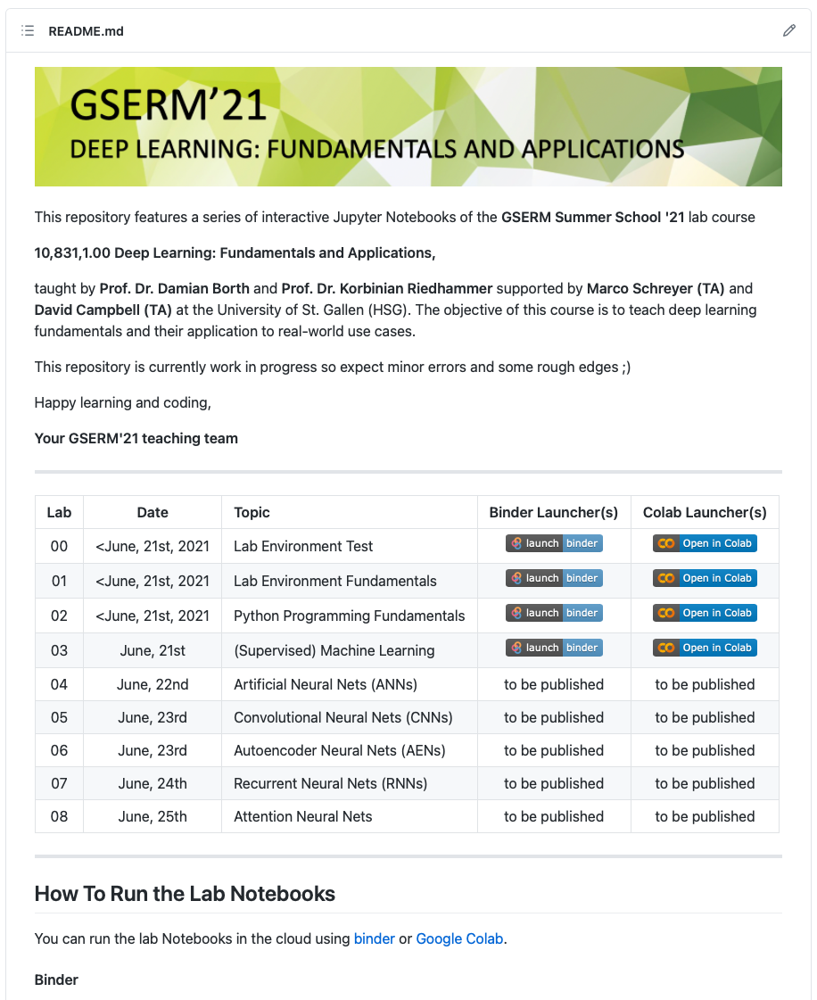 README.md
GSERM’21
DEEP LEARNING: FUNDAMENTALS AND APPLICATIONS
This repository features a series of interactive Jupyter Notebooks of the GSERM Summer School '21 lab course
10,831,1.00 Deep Learning: Fundamentals and Applications,
taught by Prof. Dr. Damian Borth and Prof. Dr. Korbinian Riedhammer supported by Marco Schreyer (TA) and
David Campbell (TA) at the University of St. Gallen (HSG). The objective of this course is to teach deep learning
fundamentals and their application to real-world use cases.
This repository is currently work in progress so expect minor errors and some rough edges ;)
Happy learning and coding,
Your GSERM'21 teaching team
Lab Date Topic Binder Launcher(s) Colab Launcher(s)
00 <June, 21st, 2021 Lab Environment Test launch binder Open in Colab
01 <June, 21st, 2021 Lab Environment Fundamentals launch binder Open in Colab
02 <June, 21st, 2021 Python Programming Fundamentals launch binder Open in Colab
03 June, 21st (Supervised) Machine Learning launch binder Open in Colab
04 June, 22nd Artificial Neural Nets (ANNs) to be published to be published
05 June, 23rd Convolutional Neural Nets (CNNs) to be published to be published
06 June, 23rd Autoencoder Neural Nets (AENs) to be published to be published
07 June, 24th Recurrent Neural Nets (RNNs) to be published to be published
08 June, 25th Attention Neural Nets to be published to be published
How To Run the Lab Notebooks
You can run the lab Notebooks in the cloud using binder or Google Colab.
Binder